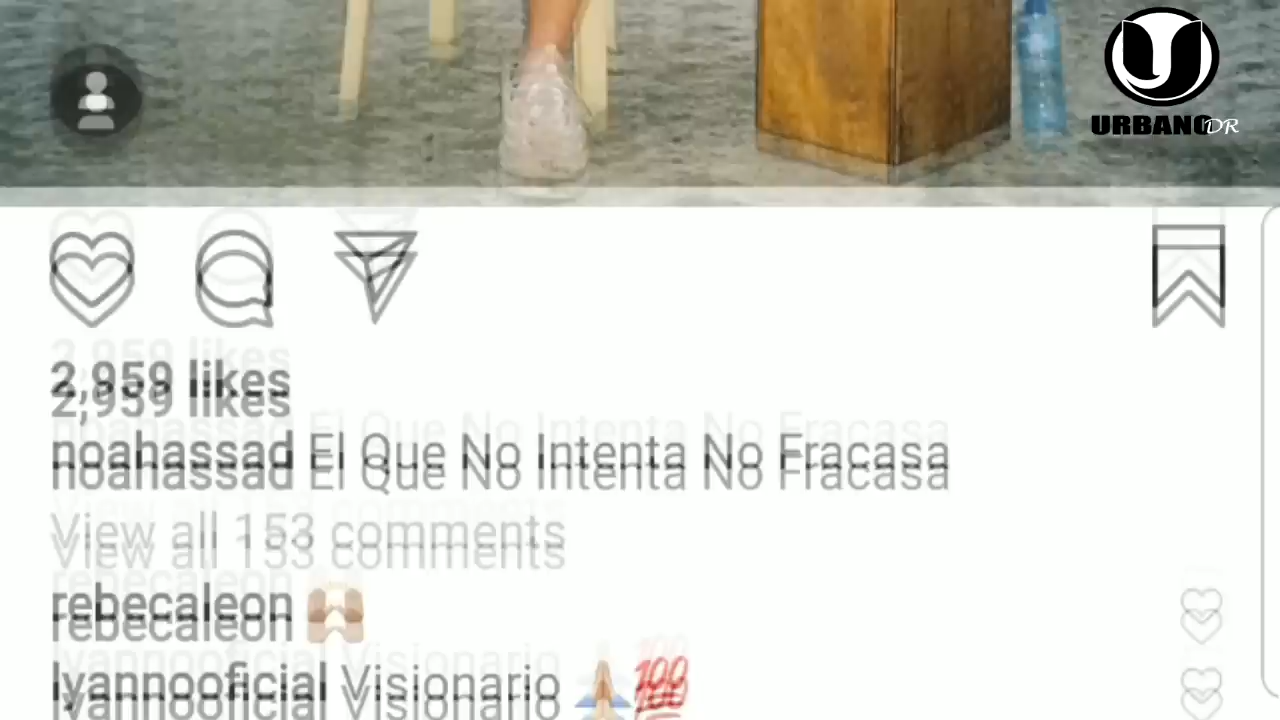 URBANO DR
2,959 likes
noahassad El Que No Intenta No Fracasa
View all 153 comments
rebecaleon 🙌🏼
lyannooficial Visionario 🙏🏼💯